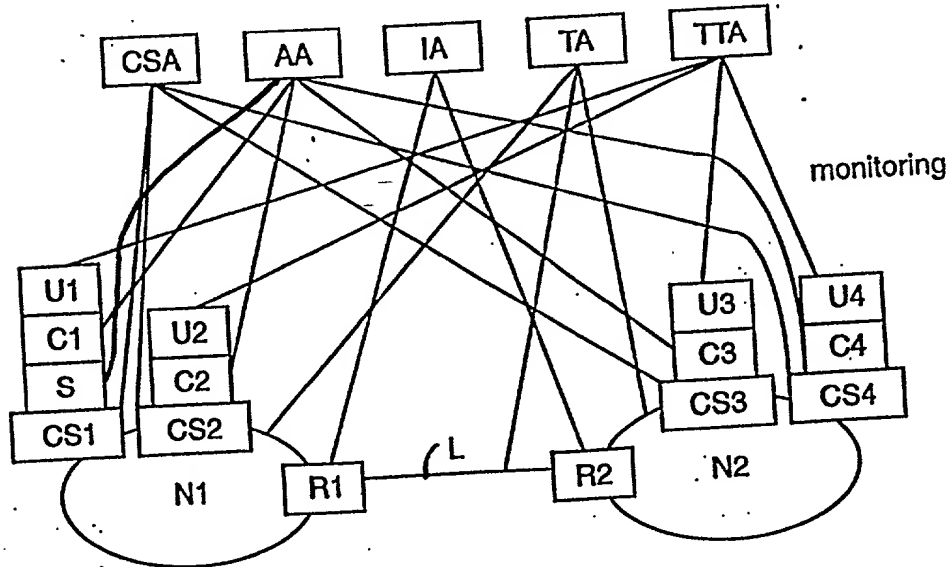 CSA AA IA TA TTA
monitoring
U1
C1
S
CS1
U2
C2
CS2
U3
C3
CS3
U4
C4
CS4
N1
R1
L
R2
N2